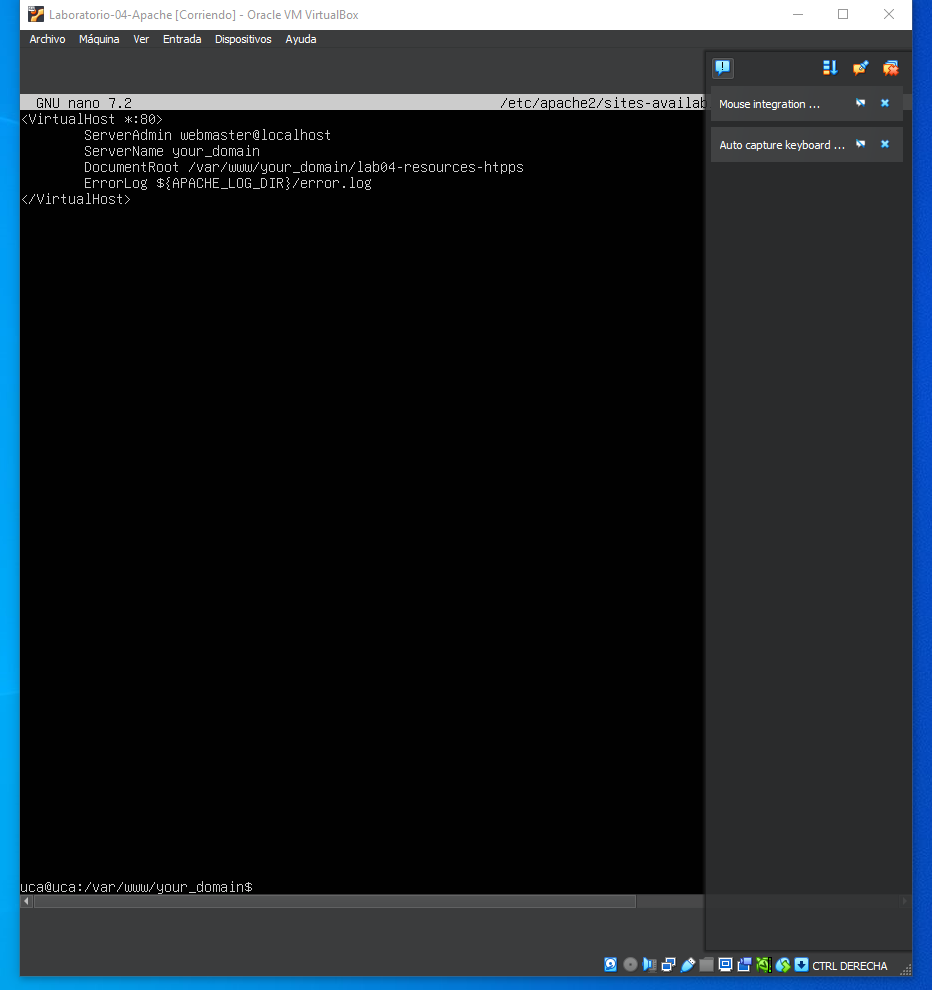 Laboratorio-04-Apache [Corriendo] - Oracle VM VirtualBox
Archivo Máquina Ver Entrada Dispositivos Ayuda
Mouse integration ...
Auto capture keyboard ...
GNU nano 7.2 /etc/apache2/sites-availab
<VirtualHost *:80>
ServerAdmin webmaster@localhost
ServerName your_domain
DocumentRoot /var/www/your_domain/lab04-resources-htpps
ErrorLog ${APACHE_LOG_DIR}/error.log
</VirtualHost>
uca@uca:/var/www/your_domain$
CTRL DERECHA